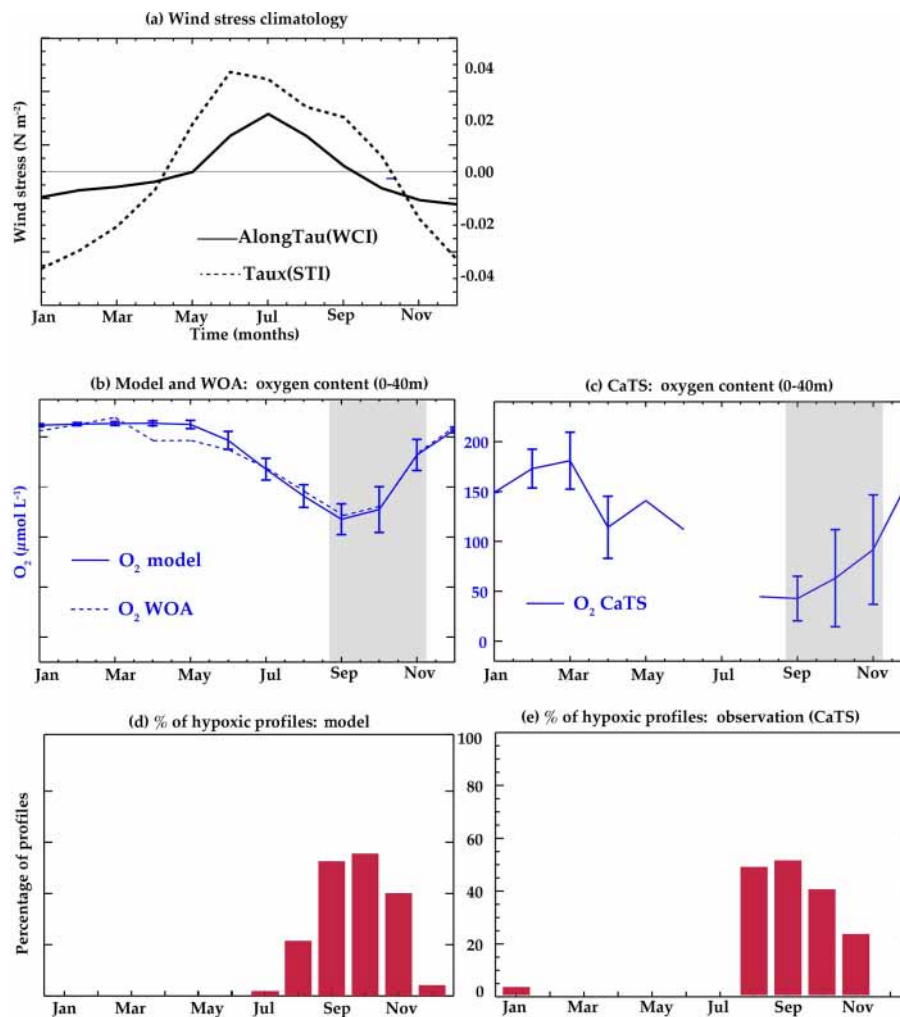 (a) Wind stress climatology
Wind stress (N m⁻²)
0.04
0.02
0.00
-0.02
-0.04
AlongTau(WCI)
Taux(STI)
Jan Mar May Jul Sep Nov
Time (months)
(b) Model and WOA: oxygen content (0-40m)
O₂ (μmol L⁻¹)
O₂ model
O₂ WOA
Jan Mar May Jul Sep Nov
(c) CaTS: oxygen content (0-40m)
200
150
100
50
0
O₂ CaTS
Jan Mar May Jul Sep Nov
(d) % of hypoxic profiles: model
Percentage of profiles
Jan Mar May Jul Sep Nov
(e) % of hypoxic profiles: observation (CaTS)
100
80
60
40
20
0
Jan Mar May Jul Sep Nov